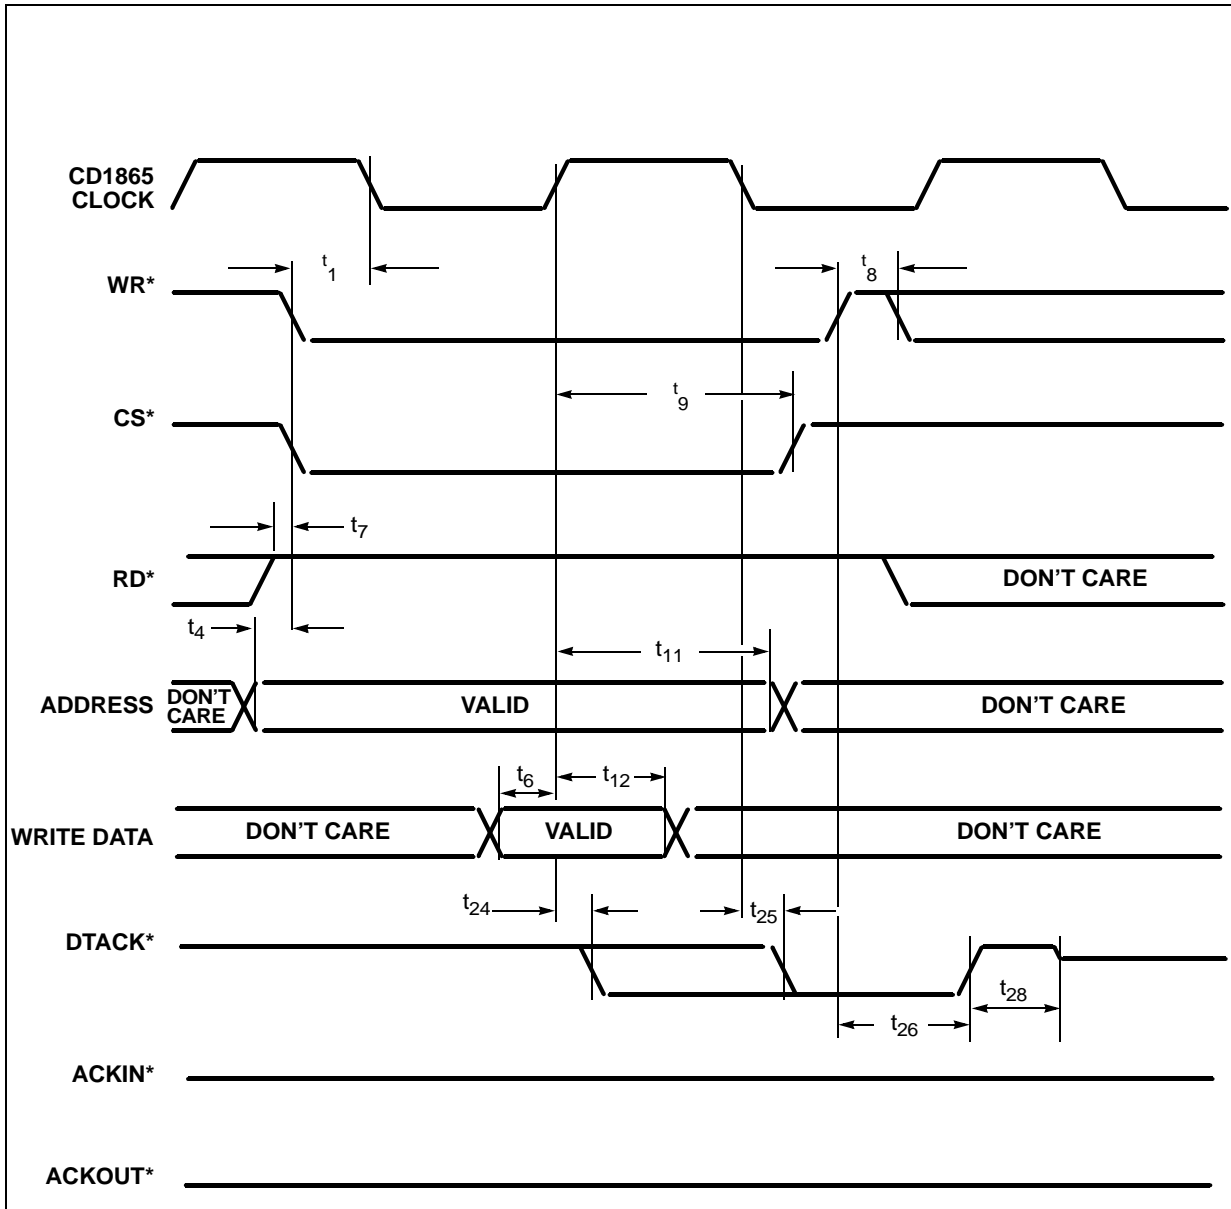 CD1865
CLOCK
t1
WR*
t8
t9
CS*
t7
RD*
DON'T CARE
t4
t11
ADDRESS
DON'T
CARE
VALID
DON'T CARE
t6
t12
WRITE DATA
DON'T CARE
VALID
DON'T CARE
t24
t25
DTACK*
t28
t26
ACKIN*
ACKOUT*